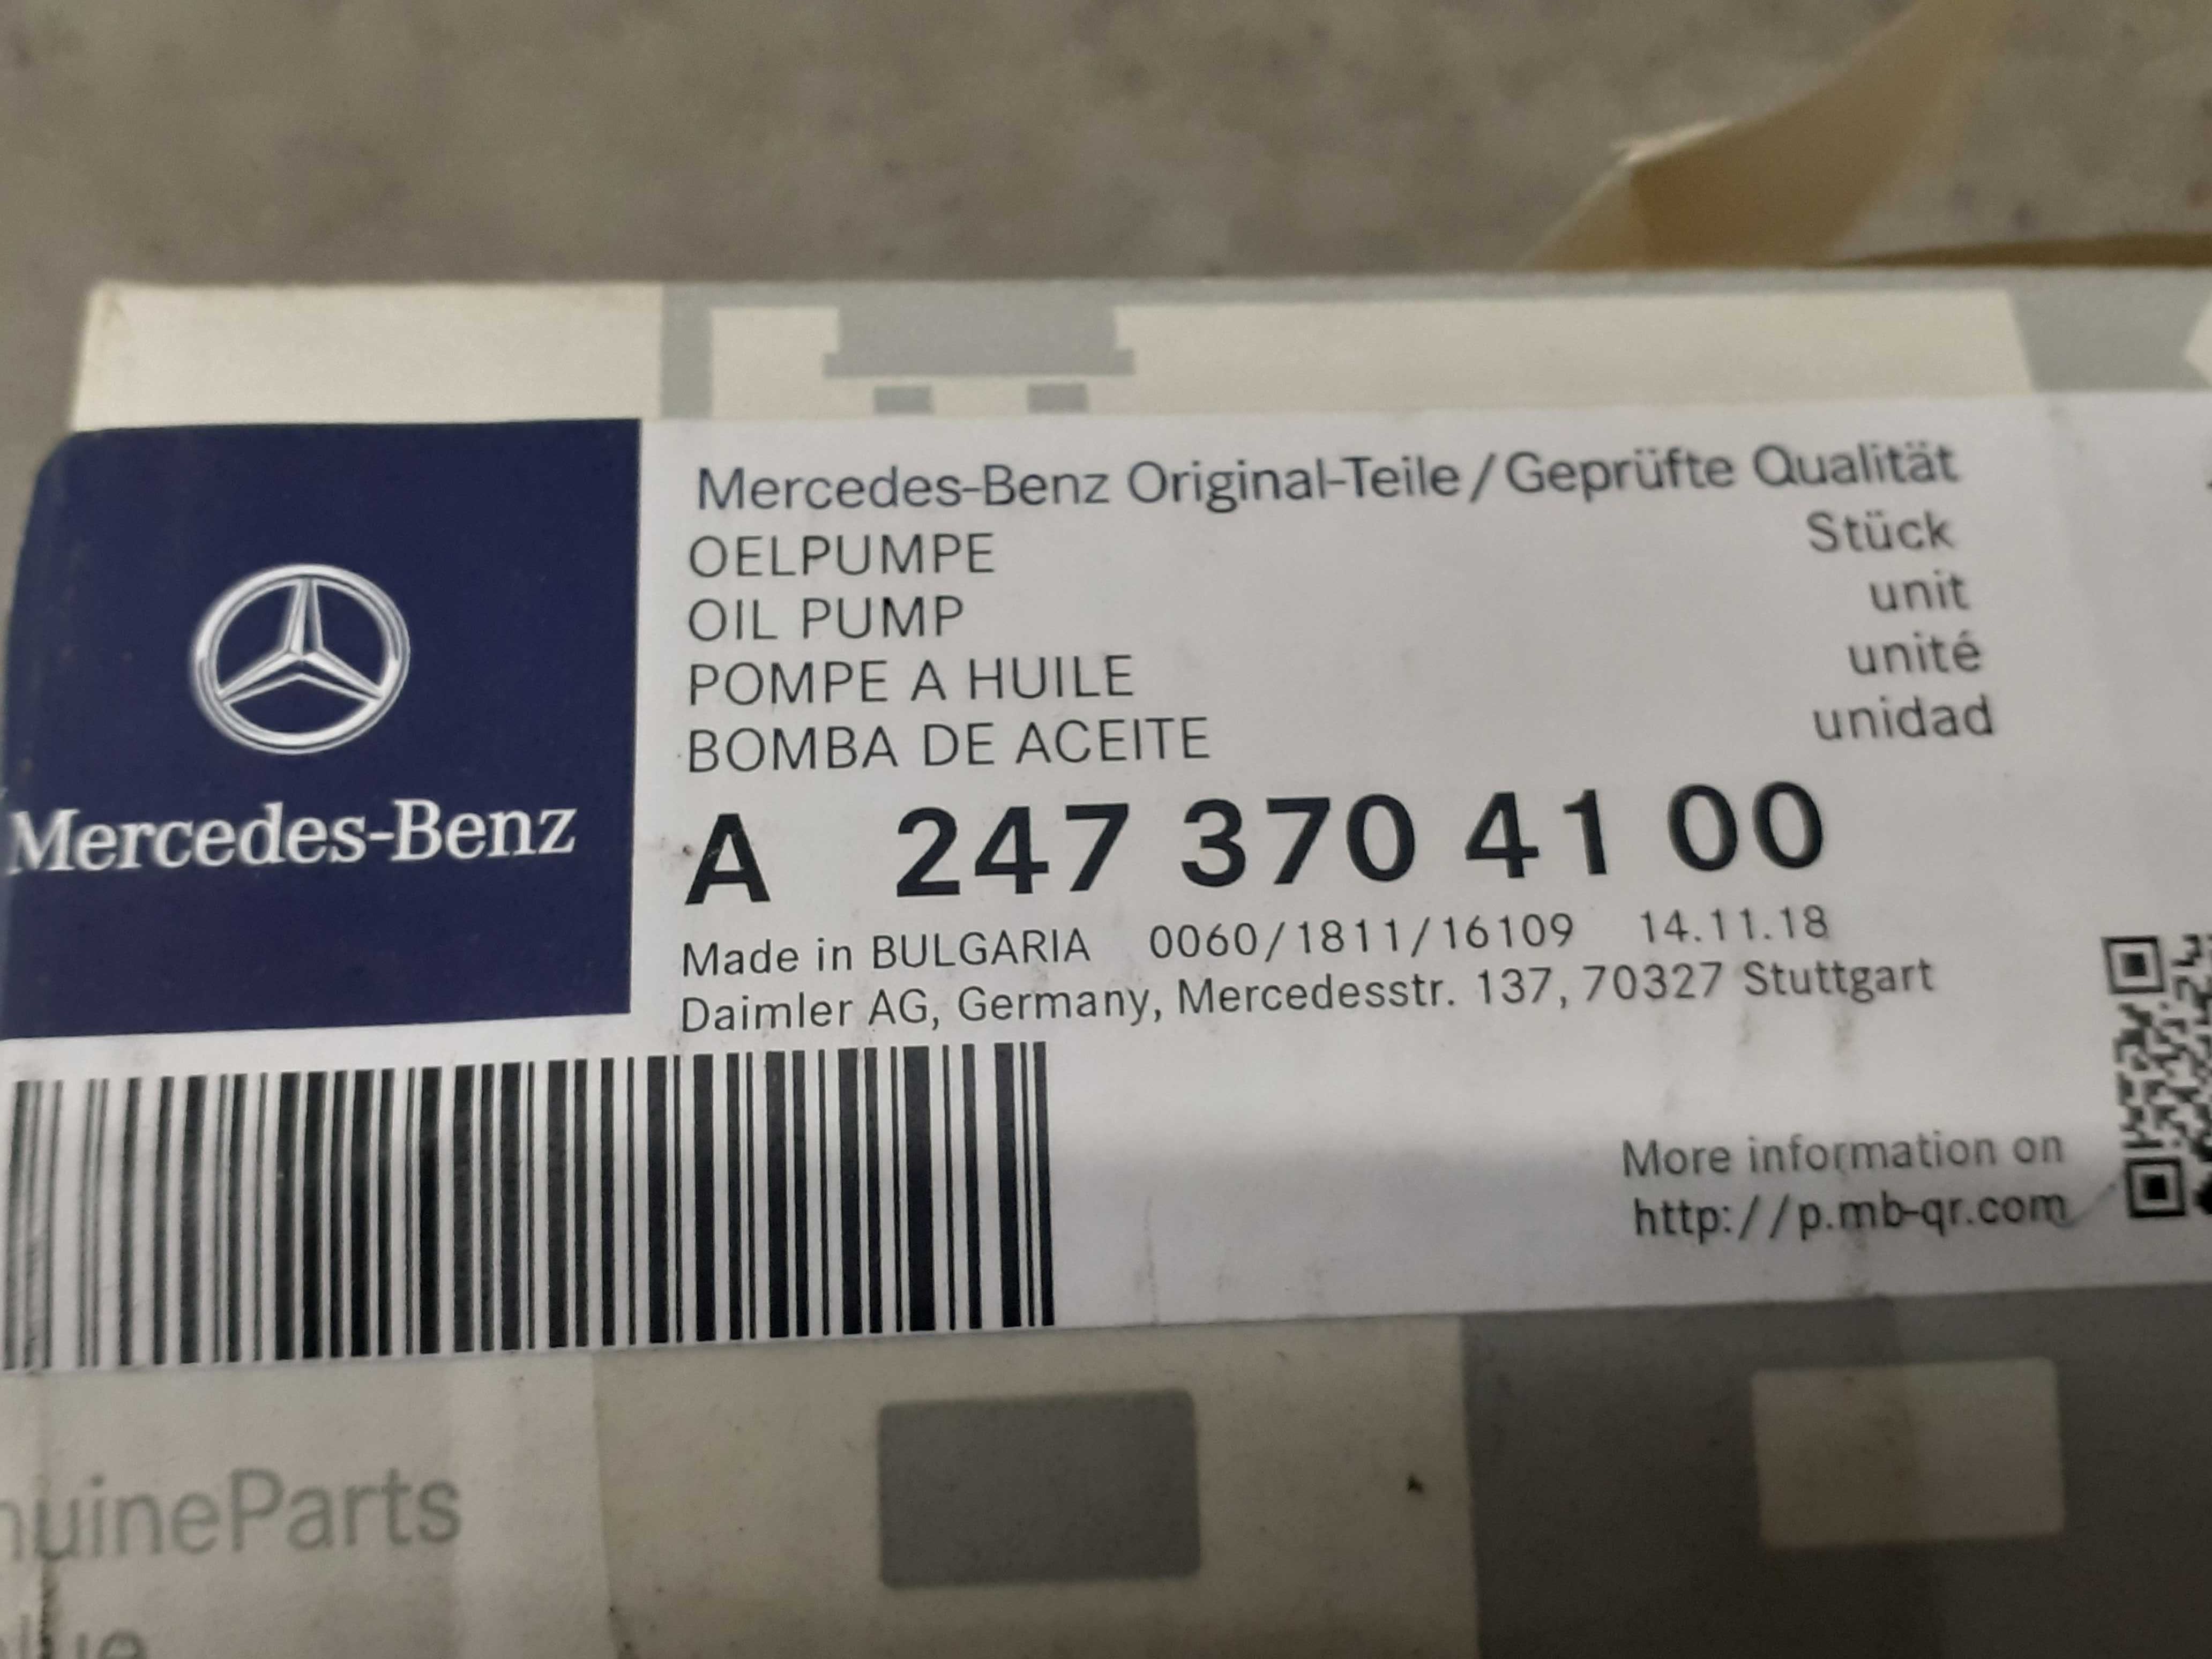 Mercedes-Benz
Mercedes-Benz Original-Teile/Geprüfte Qualität
OELPUMPE Stück
OIL PUMP unit
POMPE A HUILE unité
BOMBA DE ACEITE unidad
A 247 370 41 00
Made in BULGARIA 0060/1811/16109 14.11.18
Daimler AG, Germany, Mercedesstr. 137, 70327 Stuttgart
More information on
http://p.mb-qr.com
nuineParts